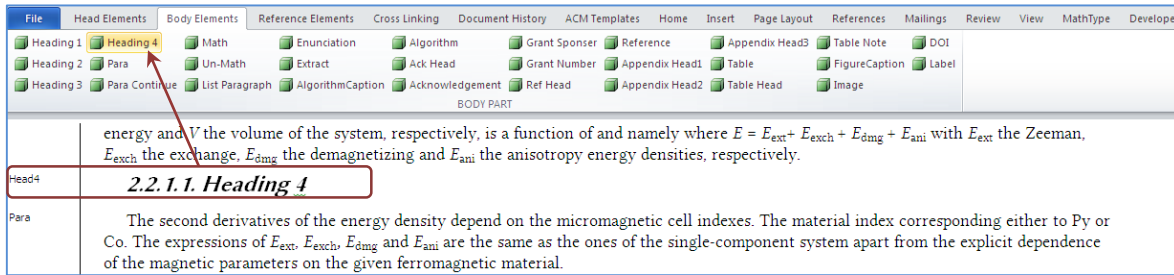 File Head Elements Body Elements Reference Elements Cross Linking Document History ACM Templates Home Insert Page Layout References Mailings Review View MathType Develope
Heading 1 Heading 4 Math Enunciation Algorithm Grant Sponser Reference Appendix Head3 Table Note DOI
Heading 2 Para Un-Math Extract Ack Head Grant Number Appendix Head1 Table FigureCaption Label
Heading 3 Para Continue List Paragraph AlgorithmCaption Acknowledgement Ref Head Appendix Head2 Table Head Image
BODY PART
energy and V the volume of the system, respectively, is a function of and namely where E = Eext+ Eexch + Edmg + Eani with Eext the Zeeman,
Eexch the exchange, Edmg the demagnetizing and Eani the anisotropy energy densities, respectively.
Head4 2.2.1.1. Heading 4
Para The second derivatives of the energy density depend on the micromagnetic cell indexes. The material index corresponding either to Py or
Co. The expressions of Eext, Eexch, Edmg and Eani are the same as the ones of the single-component system apart from the explicit dependence
of the magnetic parameters on the given ferromagnetic material.